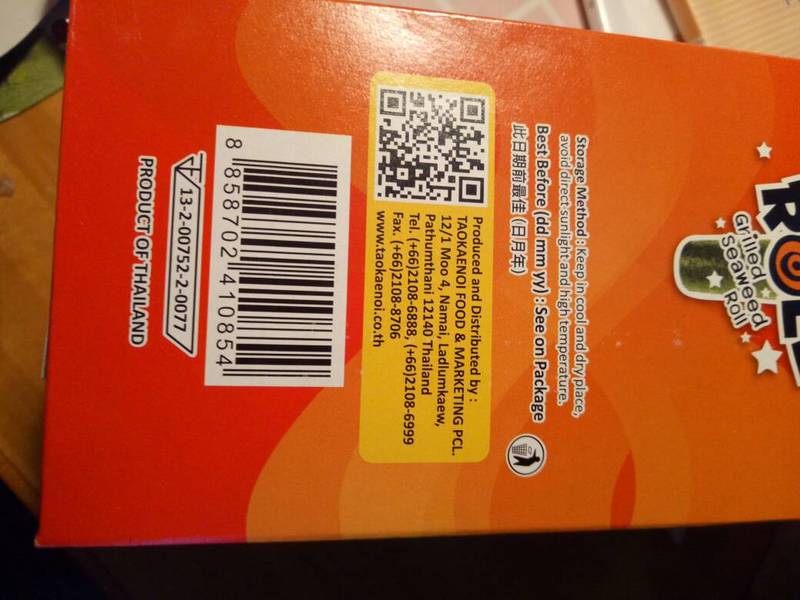 Grilled
Seaweed
Roll
Storage Method : Keep in cool and dry place,
avoid direct sunlight and high temperature.
Best Before (dd mm yy) : See on Package
此日期前最佳 (日月年)
Produced and Distributed by :
TAOKAENOI FOOD & MARKETING PCL.
12/1 Moo 4, Namai, Ladlumkaew,
Pathumthani 12140 Thailand
Tel. (+66)2108-6888, (+66)2108-6999
Fax. (+66)2108-8706
www.taokaenoi.co.th
8 858702 410854
13-2-00752-2-0077
PRODUCT OF THAILAND